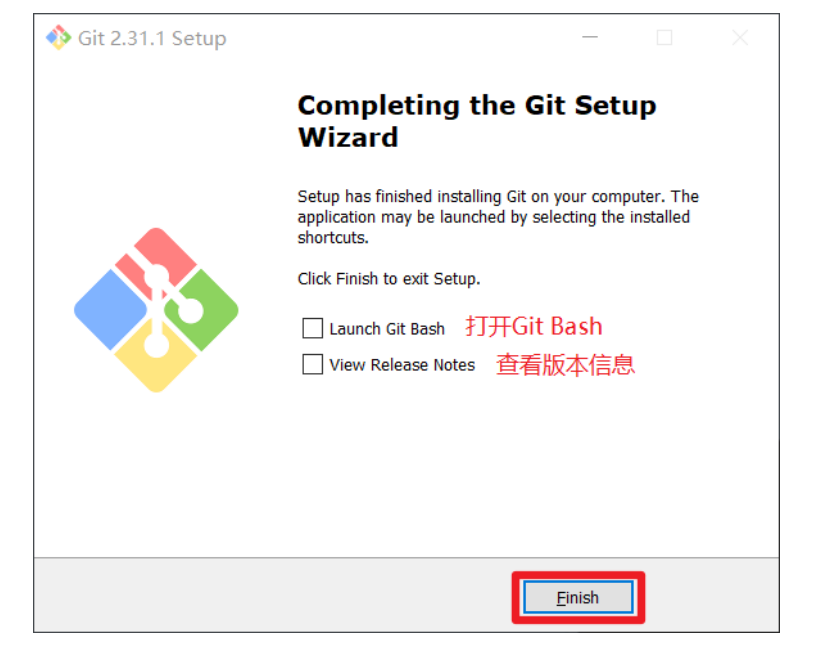 Git 2.31.1 Setup
Completing the Git Setup
Wizard
Setup has finished installing Git on your computer. The
application may be launched by selecting the installed
shortcuts.
Click Finish to exit Setup.
Launch Git Bash 打开Git Bash
View Release Notes 查看版本信息
Finish